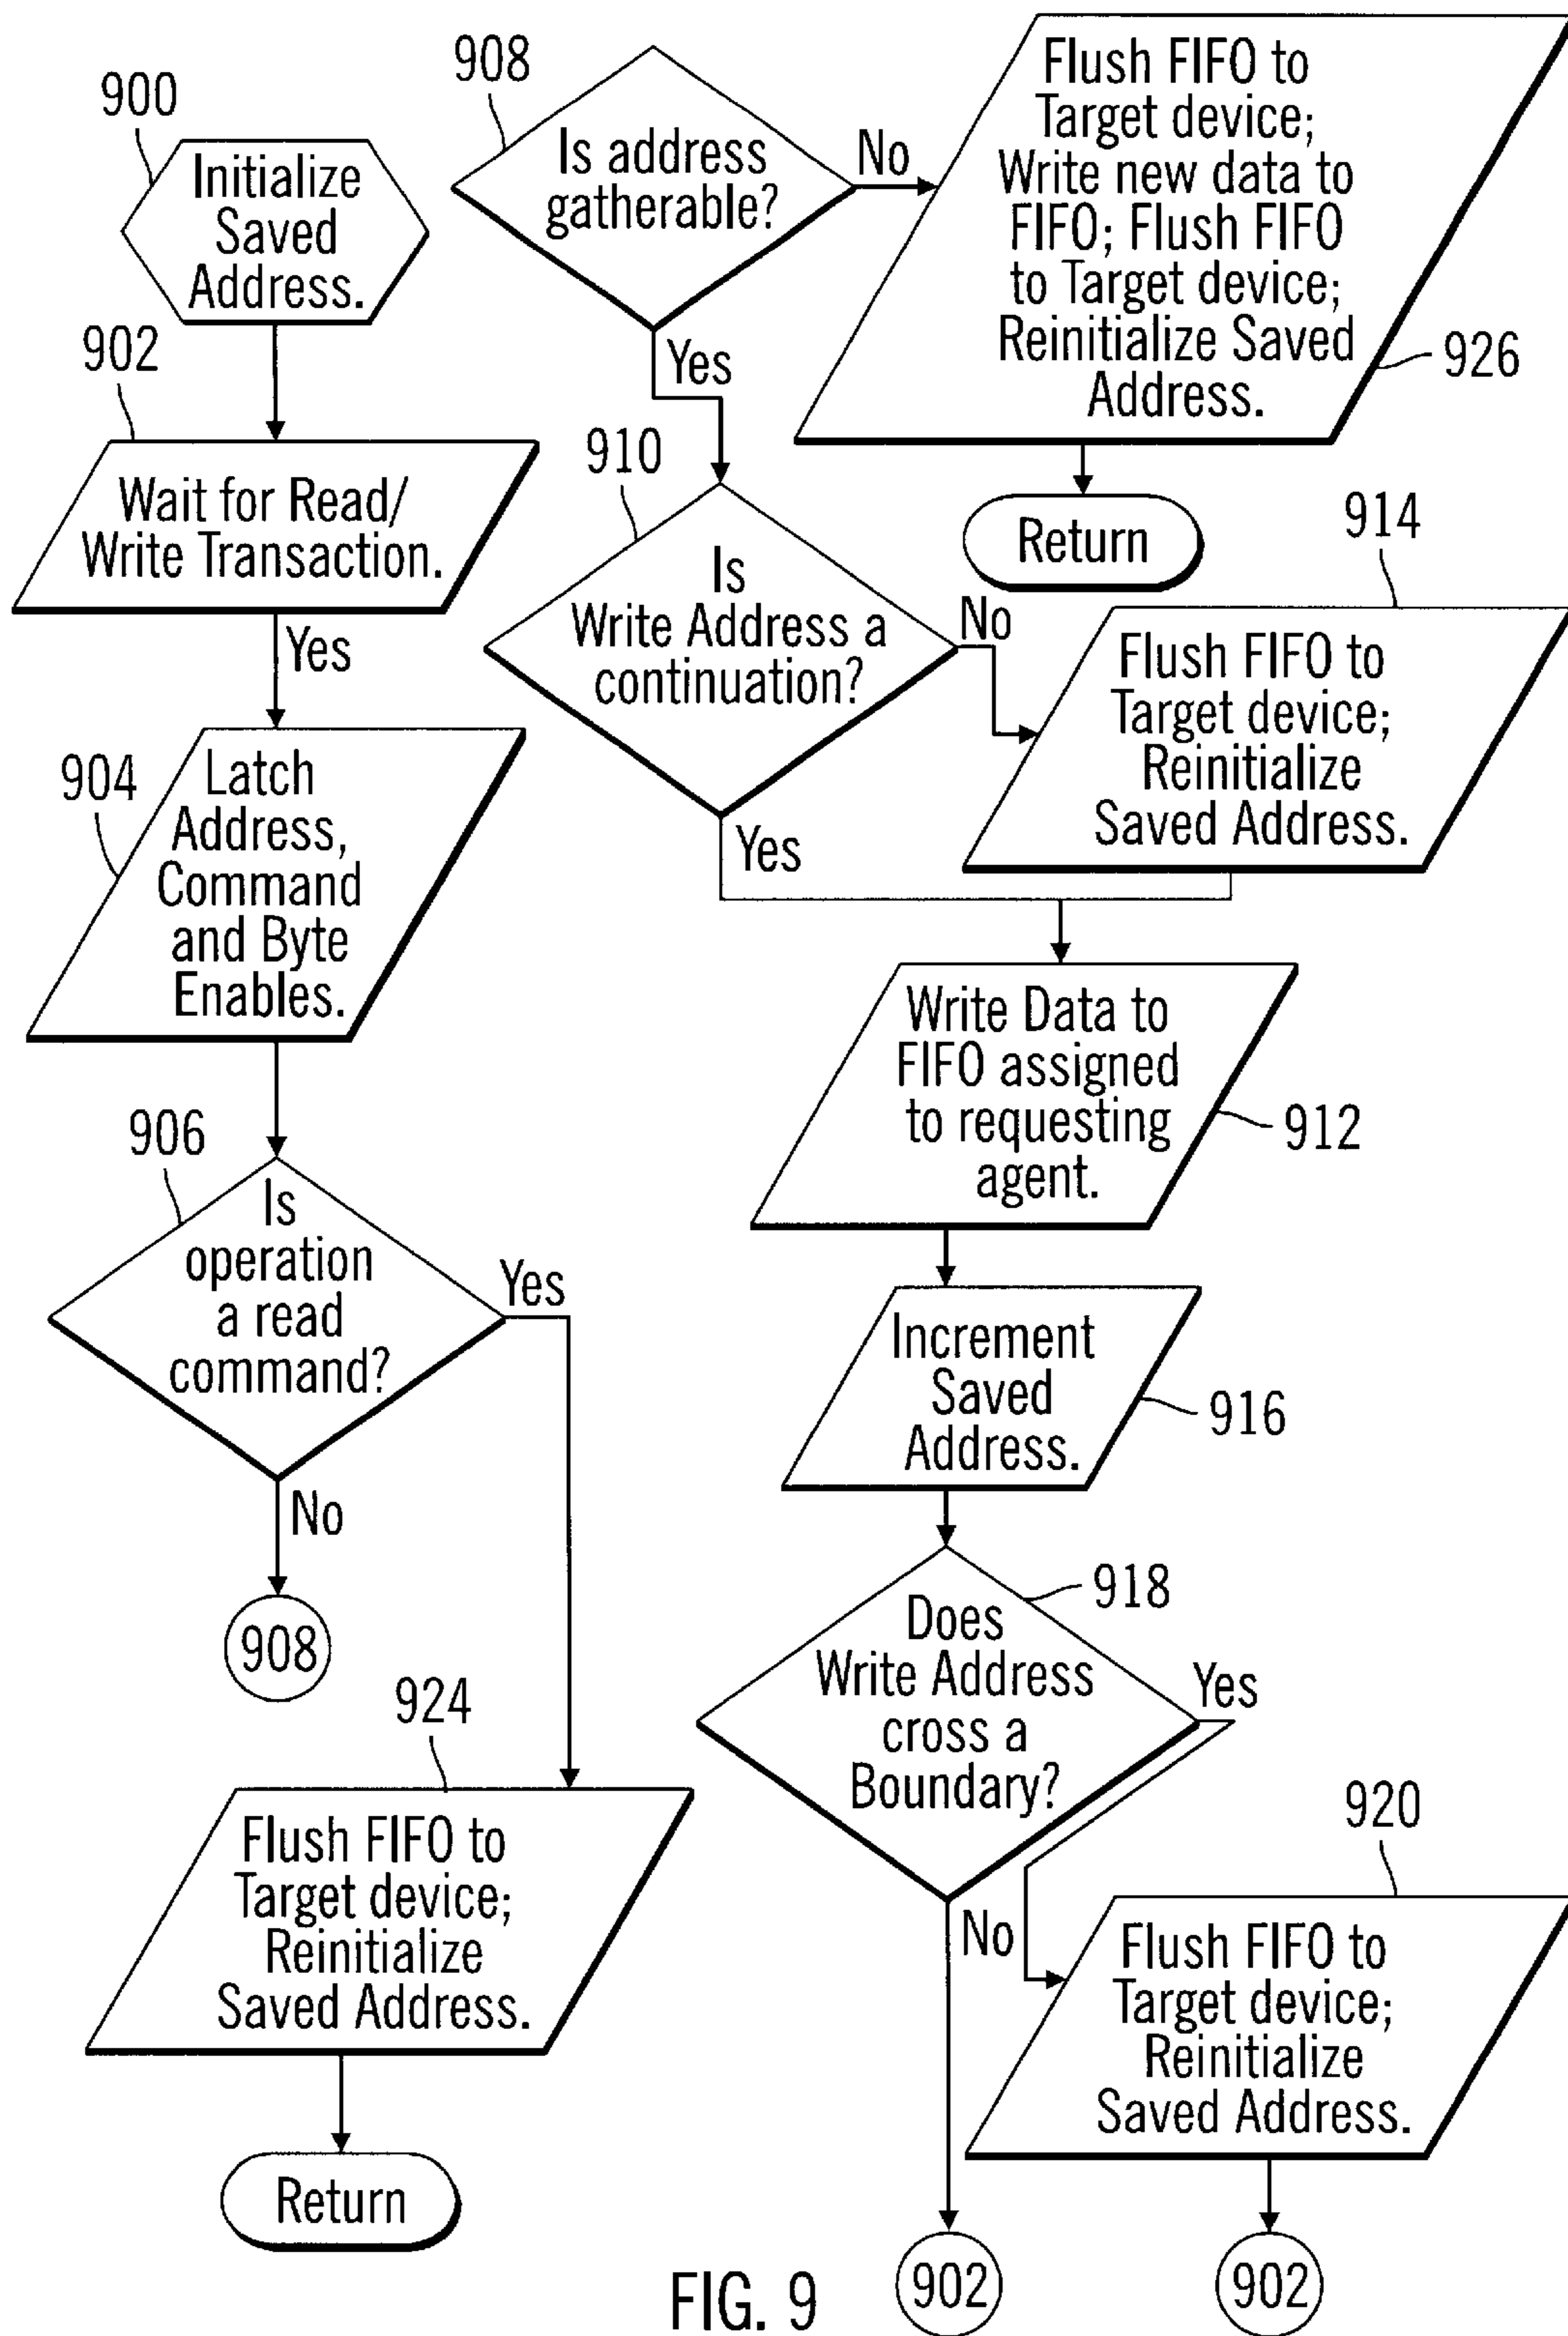 900
Initialize
Saved
Address.
902
Wait for Read/
Write Transaction.
Yes
904
Latch
Address,
Command
and Byte
Enables.
906
Is
operation
a read
command?
Yes
No
908
924
Flush FIFO to
Target device;
Reinitialize
Saved Address.
Return
908
Is address
gatherable?
No
Yes
Flush FIFO to
Target device;
Write new data to
FIFO; Flush FIFO
to Target device;
Reinitialize Saved
Address.
926
Return
910
Is
Write Address a
continuation?
No
Yes
914
Flush FIFO to
Target device;
Reinitialize
Saved Address.
Write Data to
FIFO assigned
to requesting
agent.
912
Increment
Saved
Address.
916
918
Does
Write Address
cross a
Boundary?
Yes
No
920
Flush FIFO to
Target device;
Reinitialize
Saved Address.
902
902
FIG. 9